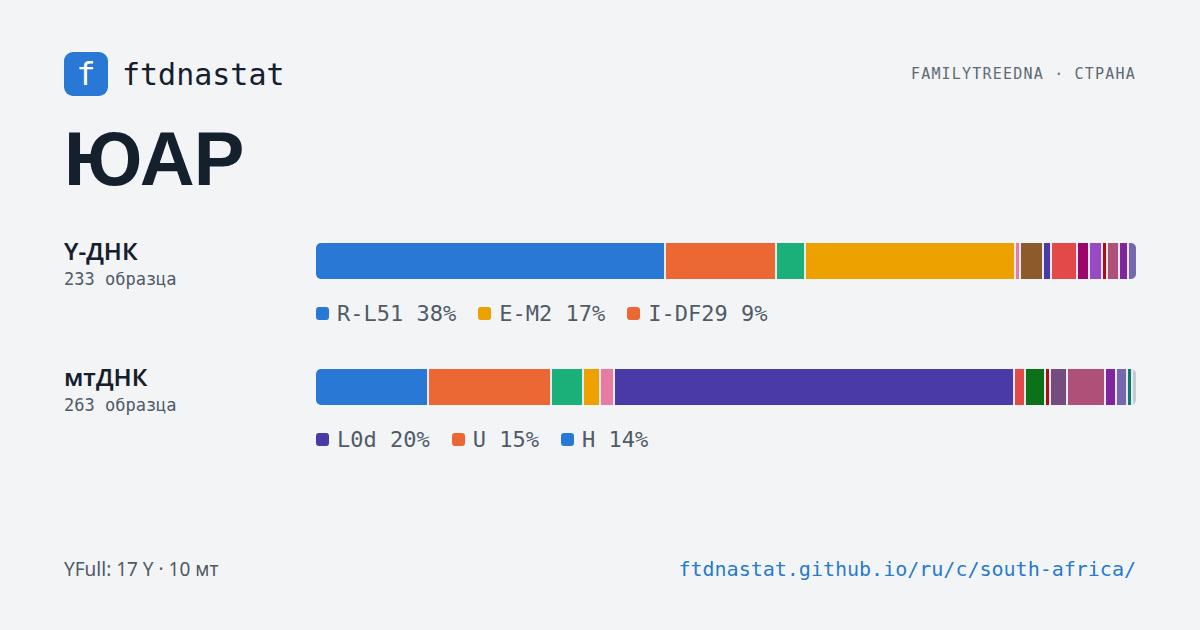 f ftdnastat
FAMILYTREEDNA · СТРАНА
ЮАР
Y-ДНК
233 образца
R-L51 38% E-M2 17% I-DF29 9%
мтДНК
263 образца
L0d 20% U 15% H 14%
YFull: 17 Y · 10 мт
ftdnastat.github.io/ru/c/south-africa/